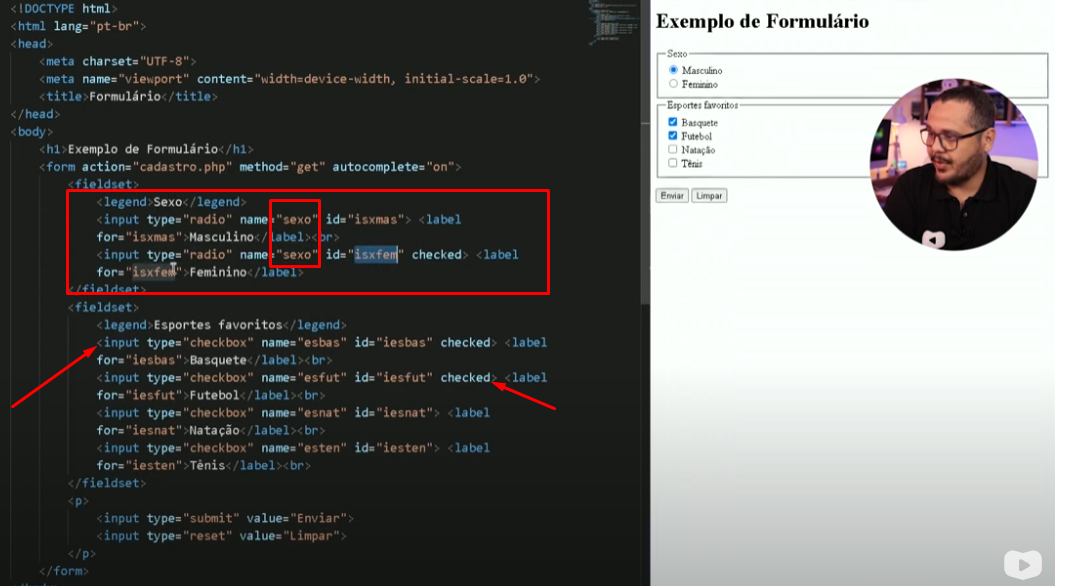 <!DOCTYPE html>
<html lang="pt-br">
<head>
<meta charset="UTF-8">
<meta name="viewport" content="width=device-width, initial-scale=1.0">
<title>Formulário</title>
</head>
<body>
<h1>Exemplo de Formulário</h1>
<form action="cadastro.php" method="get" autocomplete="on">
<fieldset>
<legend>Sexo</legend>
<input type="radio" name="sexo" id="isxmas"> <label
for="isxmas">Masculino</label><br>
<input type="radio" name="sexo" id="isxfem" checked> <label
for="isxfem">Feminino</label>
</fieldset>
<fieldset>
<legend>Esportes favoritos</legend>
<input type="checkbox" name="esbas" id="iesbas" checked> <label
for="iesbas">Basquete</label><br>
<input type="checkbox" name="esfut" id="iesfut" checked> <label
for="iesfut">Futebol</label><br>
<input type="checkbox" name="esnat" id="iesnat"> <label
for="iesnat">Natação</label><br>
<input type="checkbox" name="esten" id="iesten"> <label
for="iesten">Tênis</label><br>
</fieldset>
<p>
<input type="submit" value="Enviar">
<input type="reset" value="Limpar">
</p>
</form>
Exemplo de Formulário
Sexo
Masculino
Feminino
Esportes favoritos
Basquete
Futebol
Natação
Tênis
Enviar Limpar